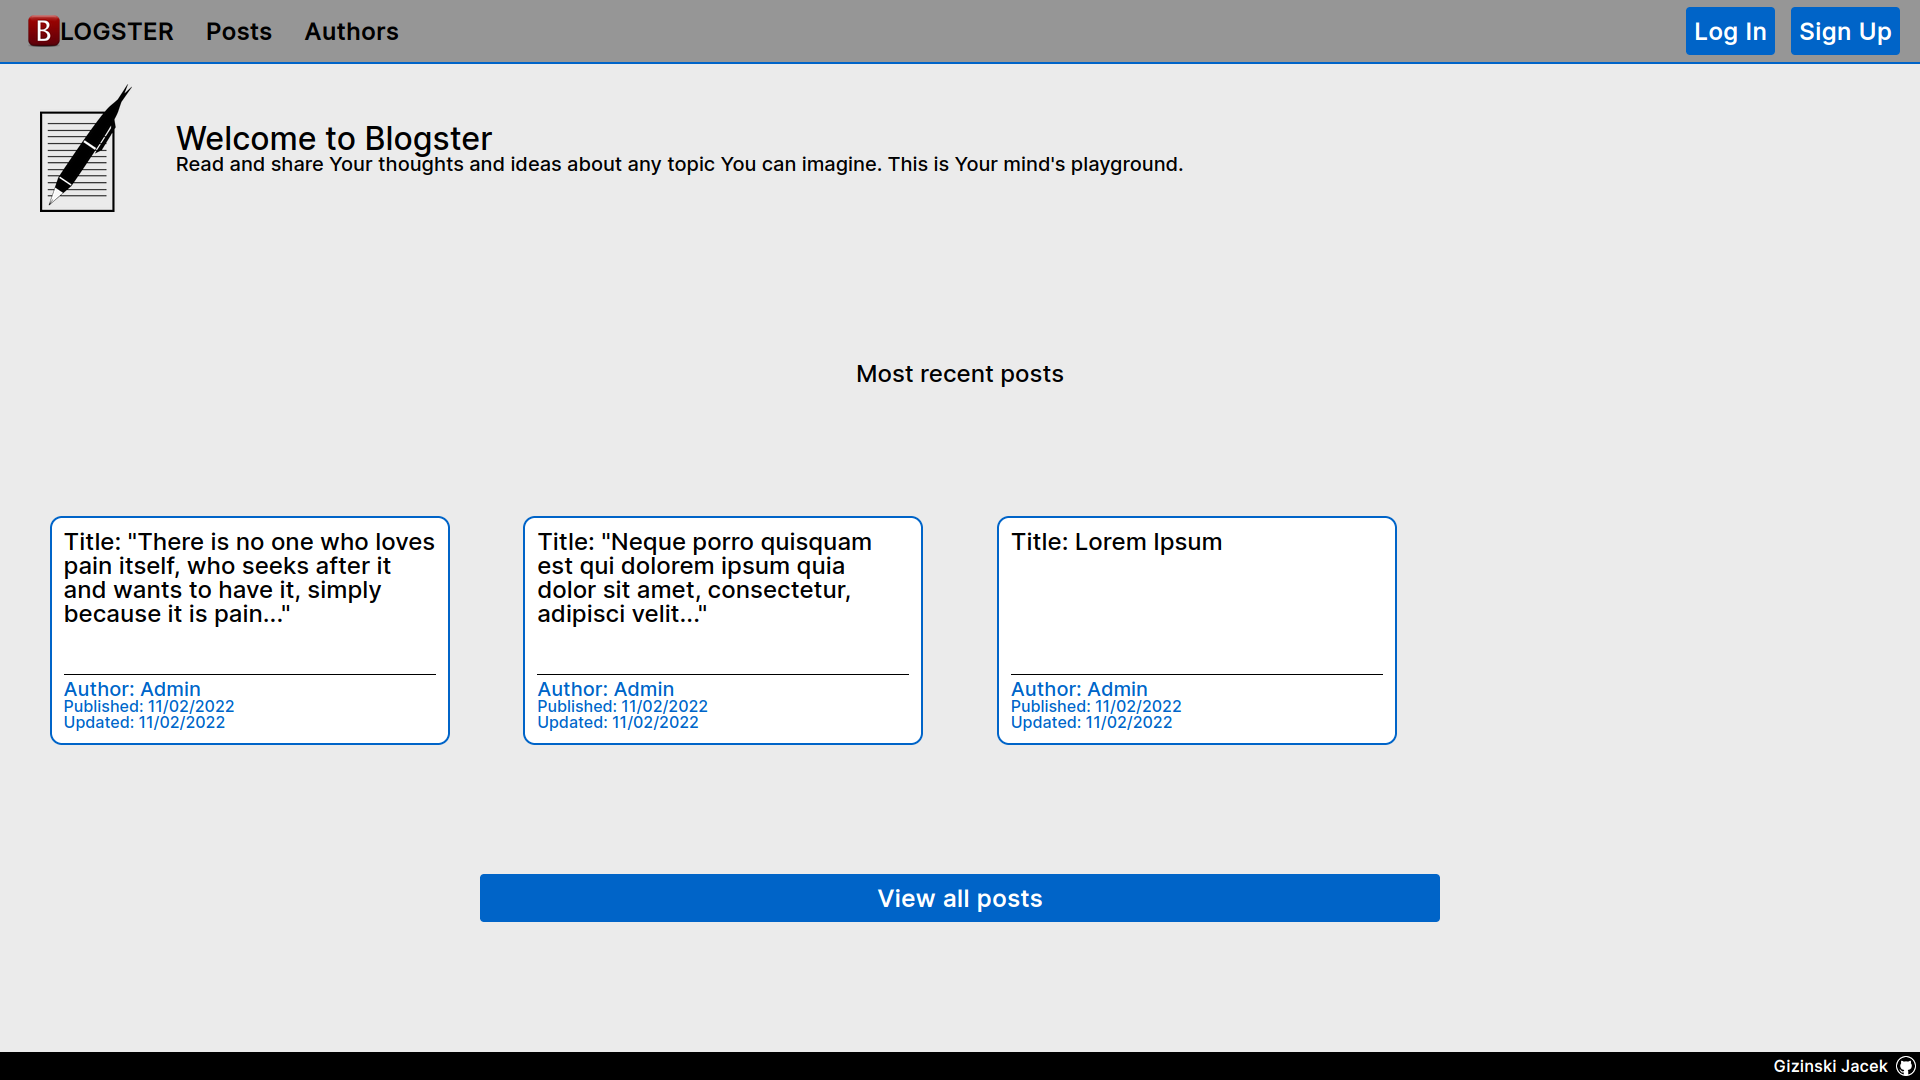 BLOGSTER Posts Authors Log In Sign Up
Welcome to Blogster
Read and share Your thoughts and ideas about any topic You can imagine. This is Your mind's playground.
Most recent posts
Title: "There is no one who loves
pain itself, who seeks after it
and wants to have it, simply
because it is pain..."
Author: Admin
Published: 11/02/2022
Updated: 11/02/2022
Title: "Neque porro quisquam
est qui dolorem ipsum quia
dolor sit amet, consectetur,
adipisci velit..."
Author: Admin
Published: 11/02/2022
Updated: 11/02/2022
Title: Lorem Ipsum
Author: Admin
Published: 11/02/2022
Updated: 11/02/2022
View all posts
Gizinski Jacek